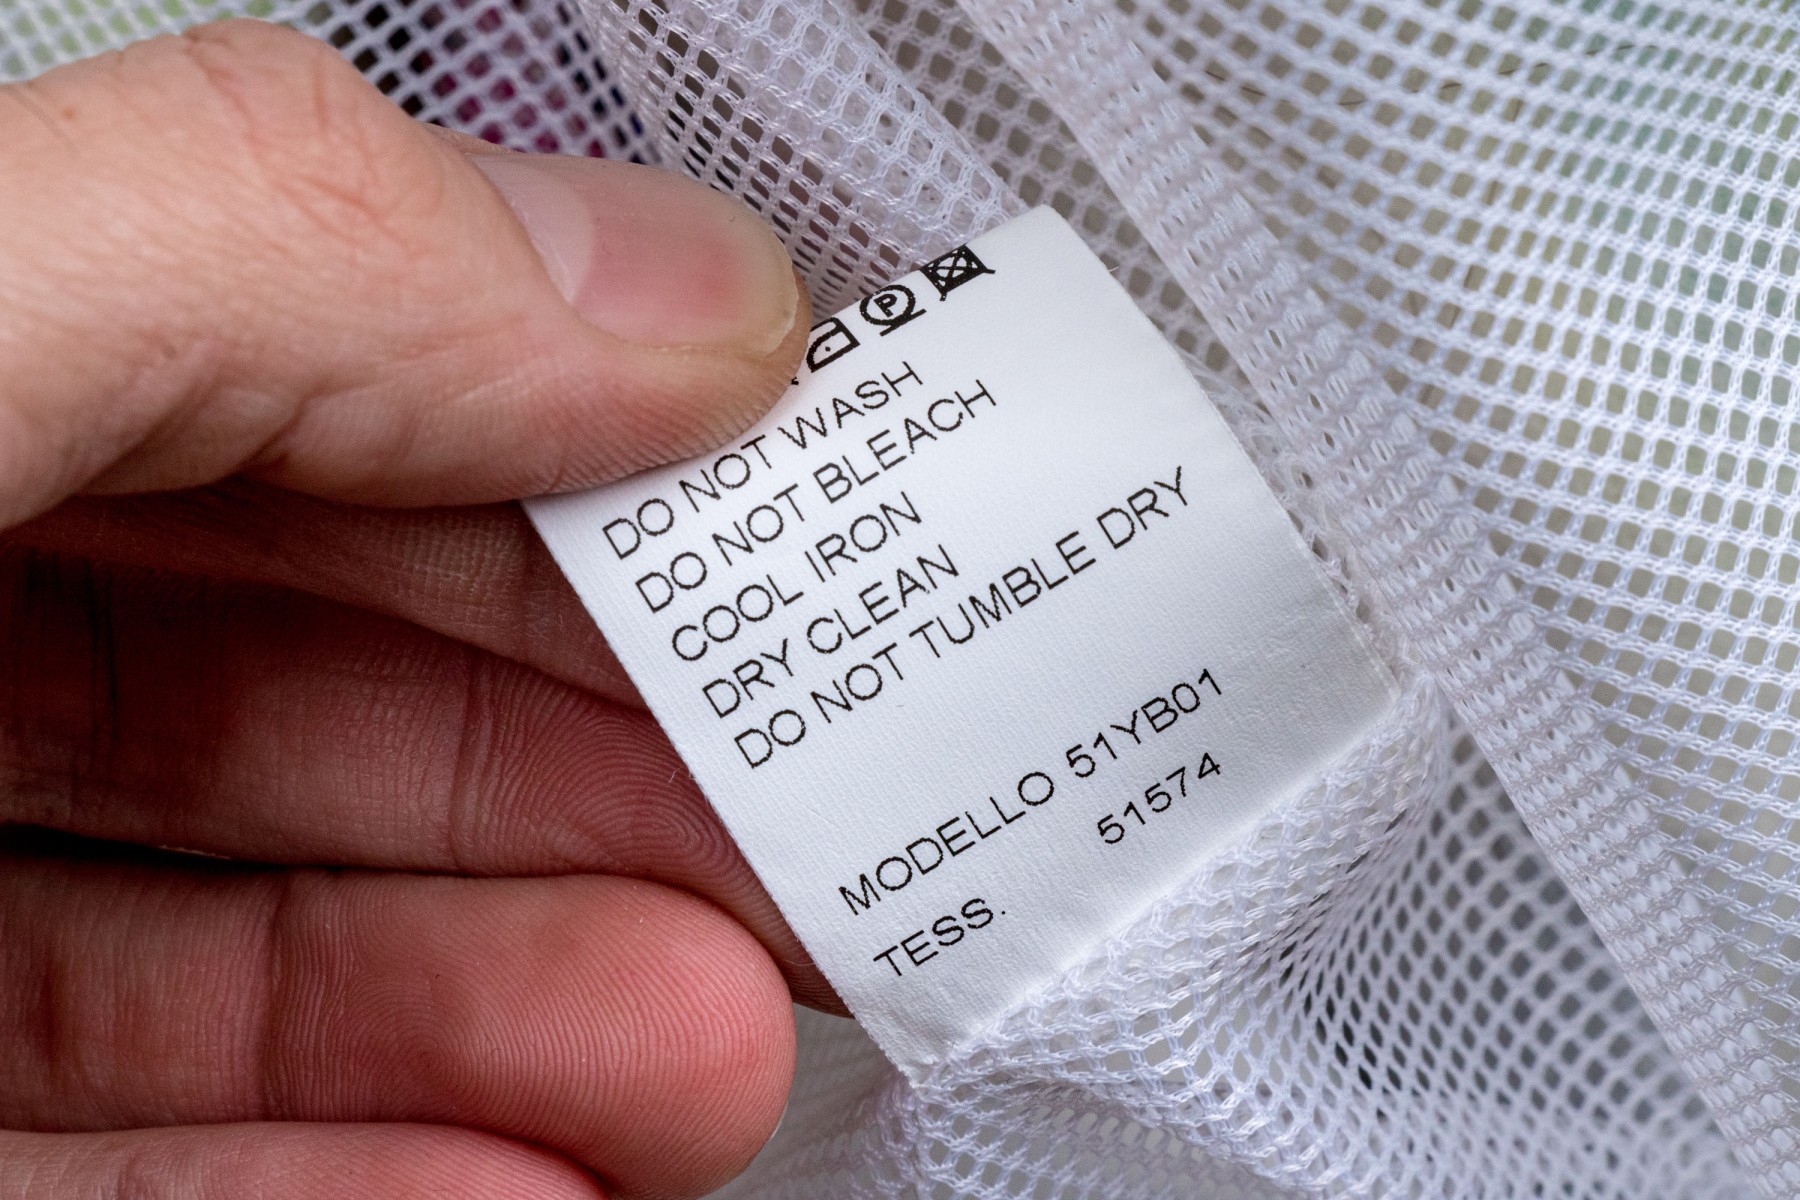 P
DO NOT WASH
DO NOT BLEACH
COOL IRON
DRY CLEAN
DO NOT TUMBLE DRY
MODELLO 51YB01
TESS. 51574